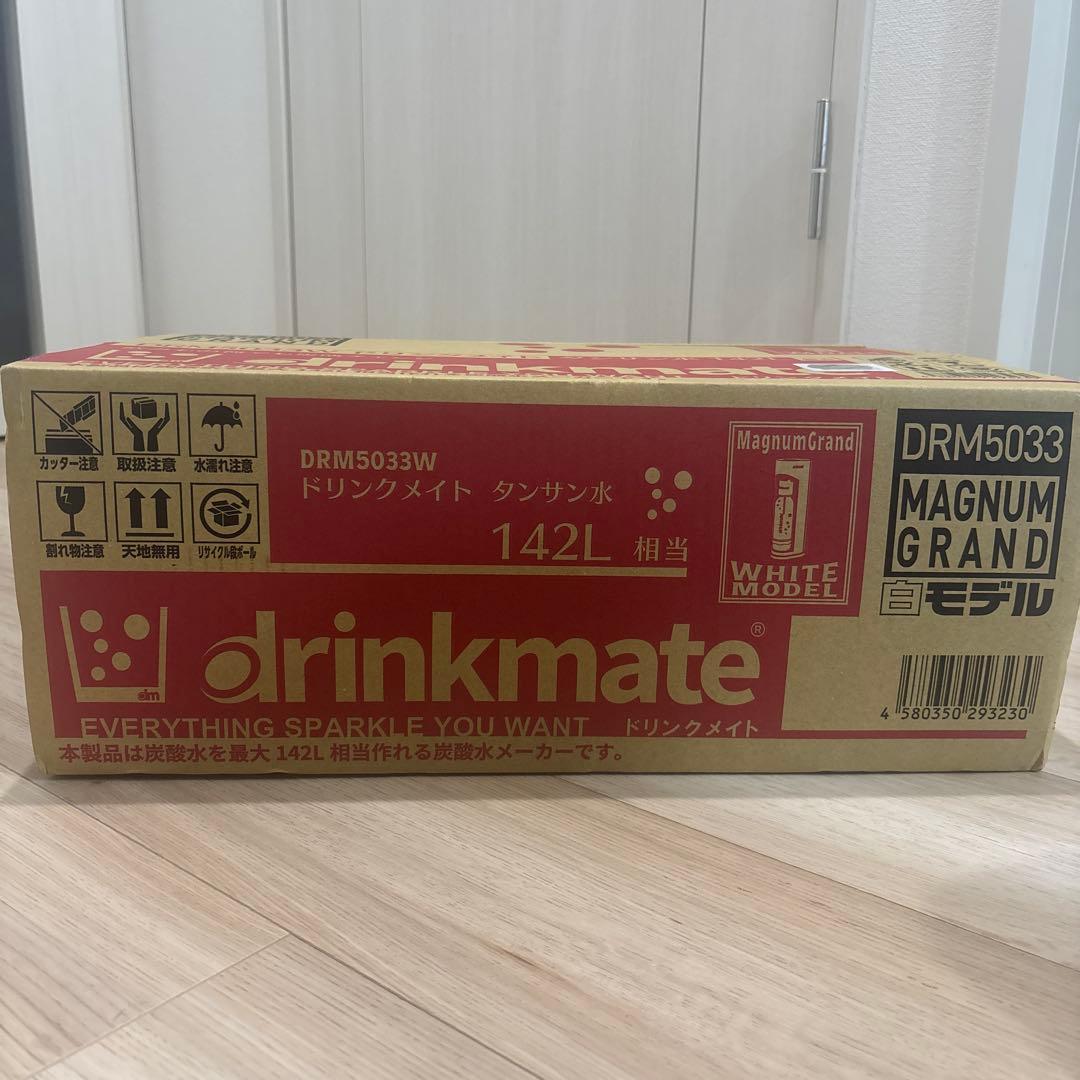 drinkmate
カッター注意
取扱注意
水濡れ注意
割れ物注意
天地無用
リサイクル段ボール
DRM5033W
ドリンクメイト タンサン水
142L 相当
MagnumGrand
WHITE
MODEL
DRM5033
MAGNUM
GRAND
白モデル
dm
drinkmate®
EVERYTHING SPARKLE YOU WANT ドリンクメイト
本製品は炭酸水を最大 142L 相当作れる炭酸水メーカーです。
4 580350 293230